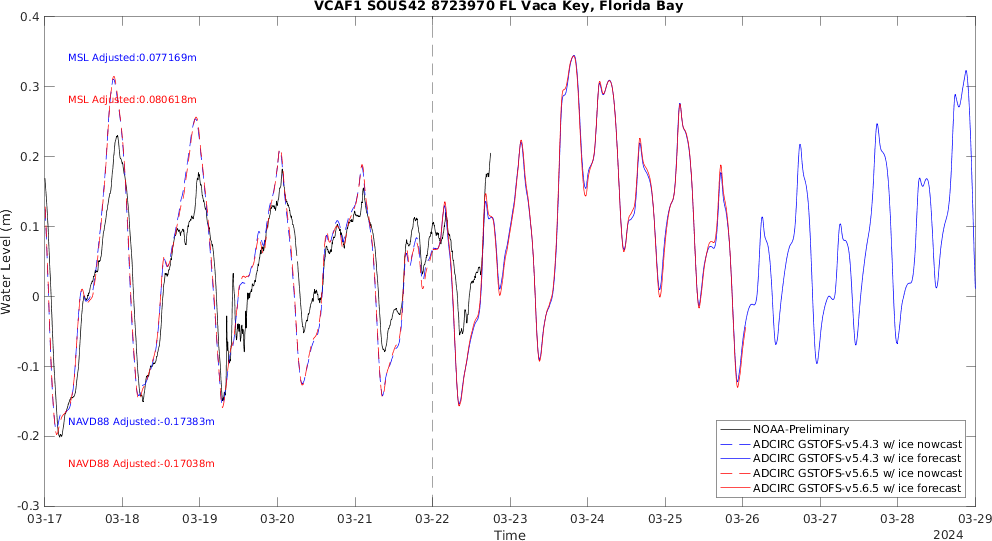 VCAF1 SOUS42 8723970 FL Vaca Key, Florida Bay
0.4
0.3
0.2
0.1
0
-0.1
-0.2
-0.3
Water Level (m)
MSL Adjusted:0.077169m
MSL Adjusted:0.080618m
NAVD88 Adjusted:-0.17383m
NAVD88 Adjusted:-0.17038m
NOAA-Preliminary
ADCIRC GSTOFS-v5.4.3 w/ ice nowcast
ADCIRC GSTOFS-v5.4.3 w/ ice forecast
ADCIRC GSTOFS-v5.6.5 w/ ice nowcast
ADCIRC GSTOFS-v5.6.5 w/ ice forecast
03-17 03-18 03-19 03-20 03-21 03-22 03-23 03-24 03-25 03-26 03-27 03-28 03-29
Time
2024